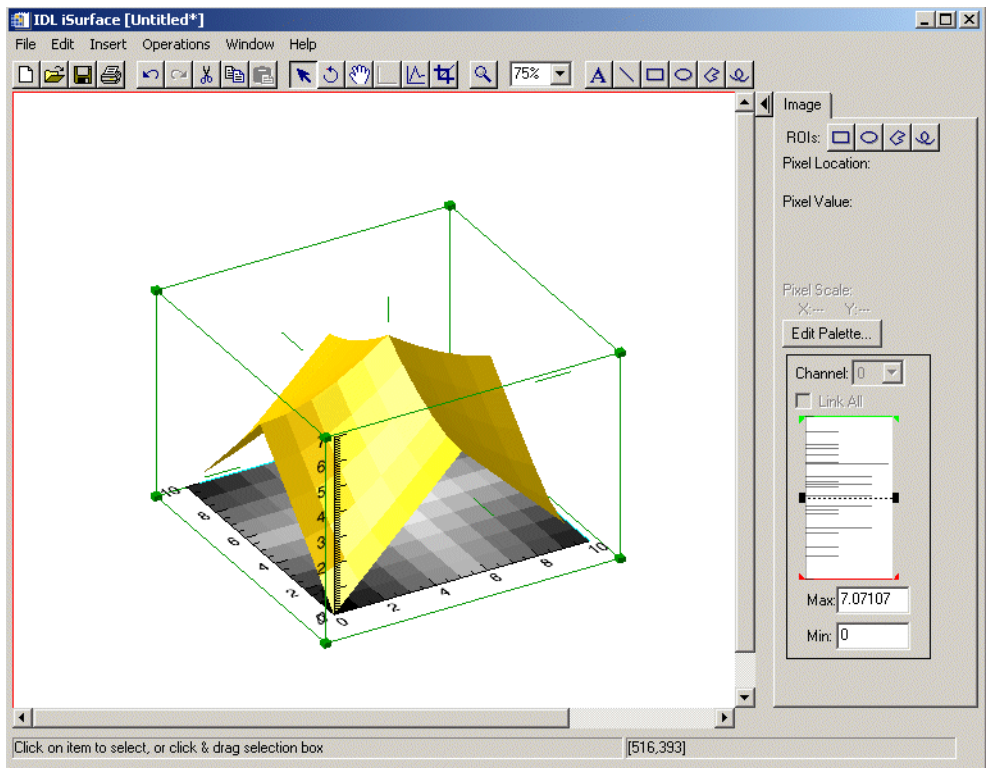 IDL iSurface [Untitled*]
File Edit Insert Operations Window Help
75%
A
Image
ROIs:
Pixel Location:
Pixel Value:
Pixel Scale:
X:--- Y:---
Edit Palette...
Channel: 0
Link All
Max: 7.07107
Min: 0
7
6
5
4
3
2
0
10
8
6
4
2
0
2
4
6
8
10
Click on item to select, or click & drag selection box
[516,393]